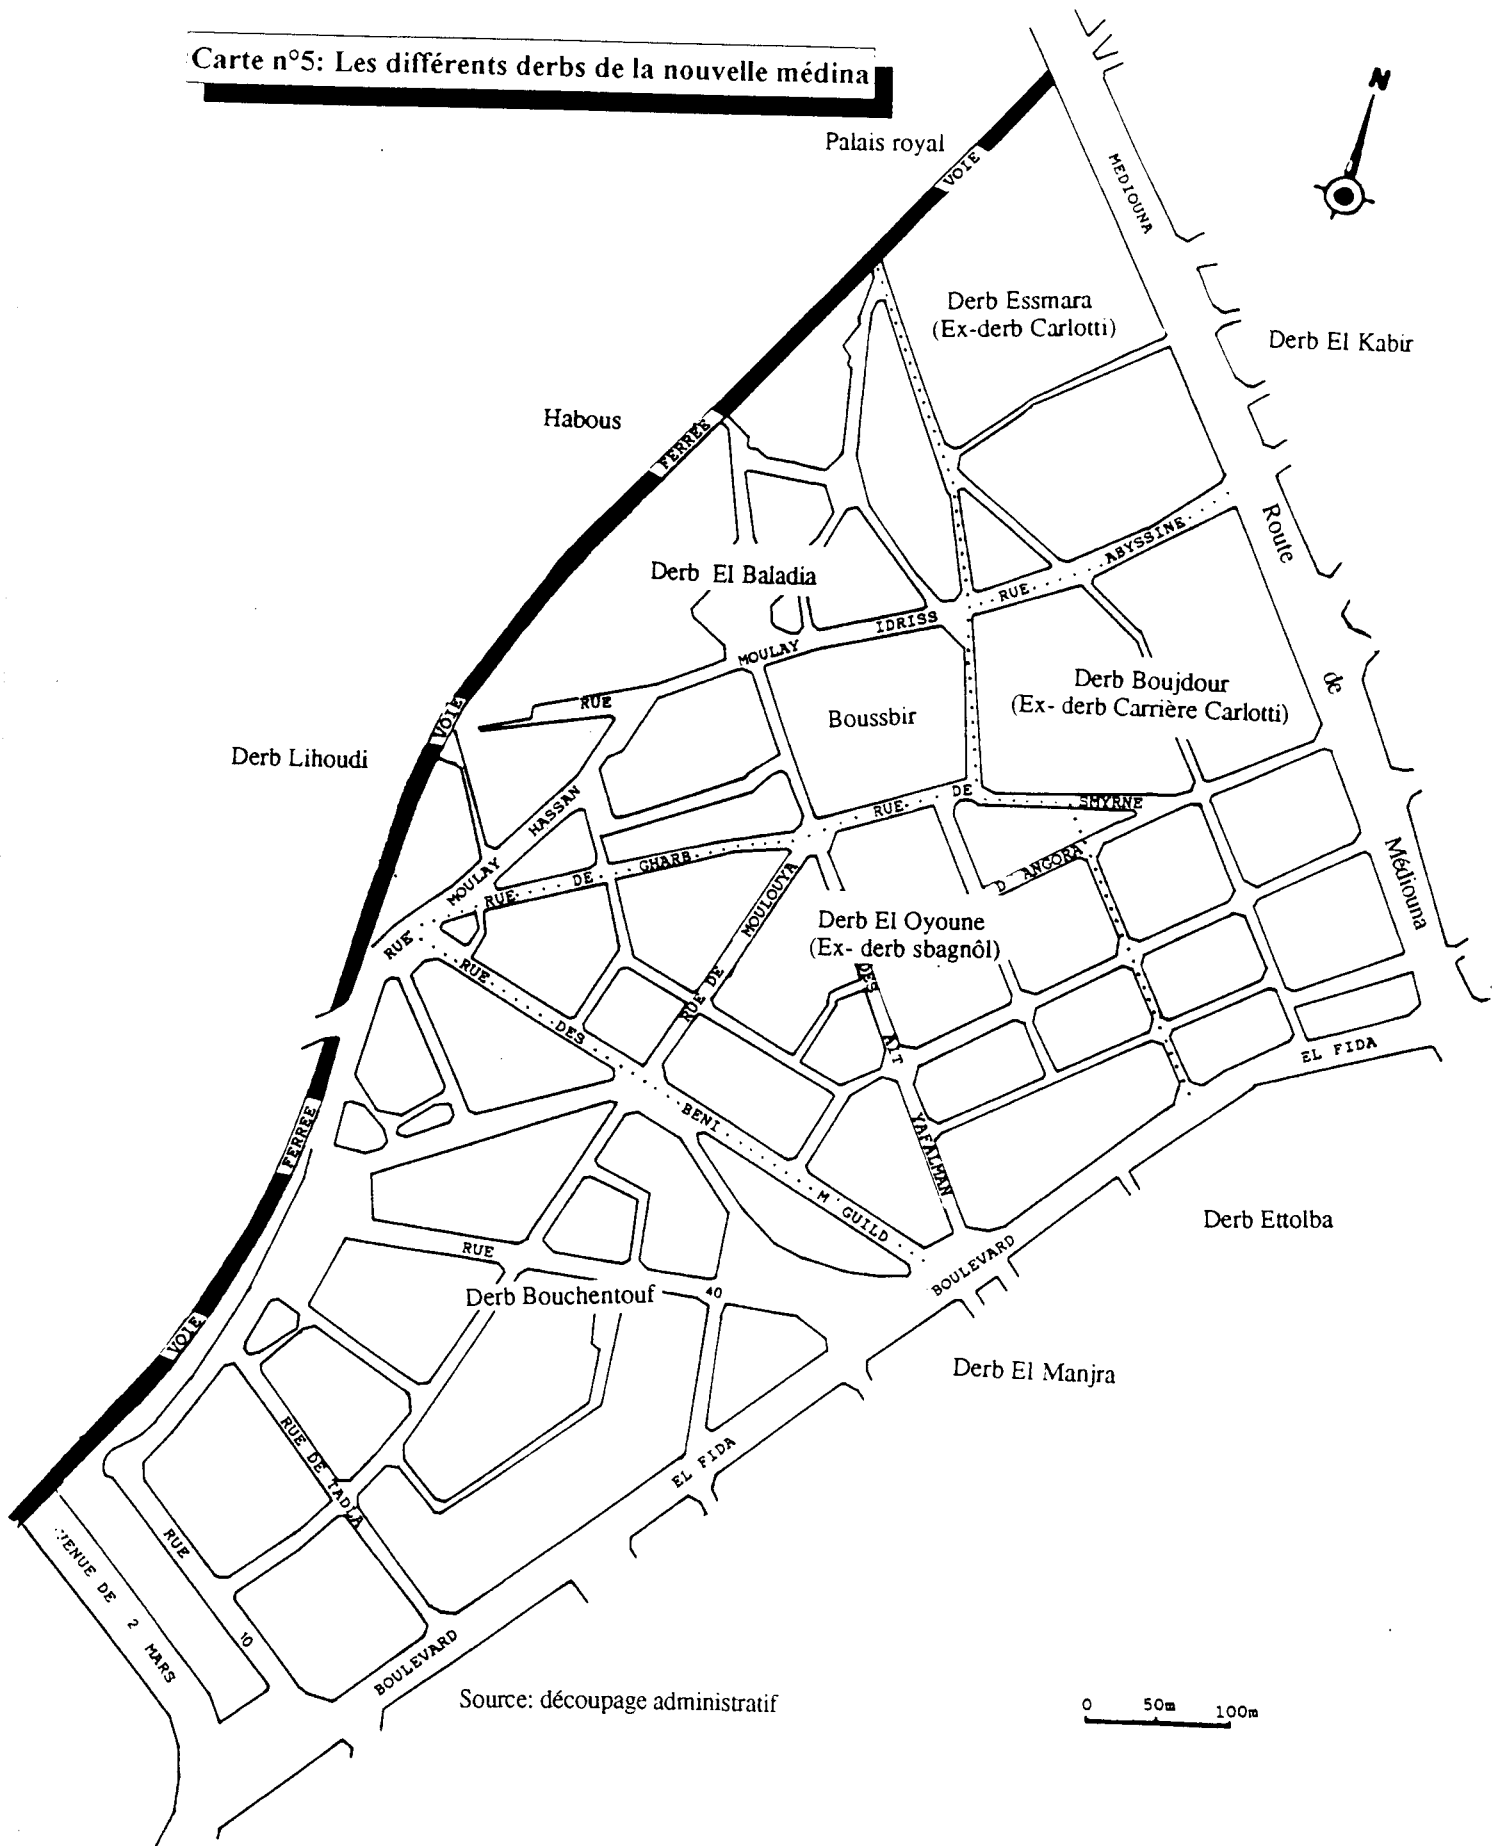 Carte n°5: Les différents derbs de la nouvelle médina
N
Palais royal
VOIE
MEDIOUNA
Derb Essmara
(Ex-derb Carlotti)
Derb El Kabir
Habous
FERREE
Route
RUE ABYSSINE
Derb El Baladia
RUE MOULAY IDRISS
de
Derb Boujdour
(Ex- derb Carrière Carlotti)
Boussbir
VOIE
Derb Lihoudi
RUE DE SMYRNE
RUE MOULAY HASSAN
Médiouna
RUE DE GHARB
D ANGORA
RUE DE MOULOUYA
Derb El Oyoune
(Ex- derb sbagnôl)
DES
AIT
YAFALMAN
RUE DES BENI M'GUILD
EL FIDA
FERREE
Derb Ettolba
RUE
40
BOULEVARD
Derb Bouchentouf
VOIE
Derb El Manjra
RUE DE TADLA
EL FIDA
VENUE DE 2 MARS
RUE 10
BOULEVARD
Source: découpage administratif
0 50m 100m